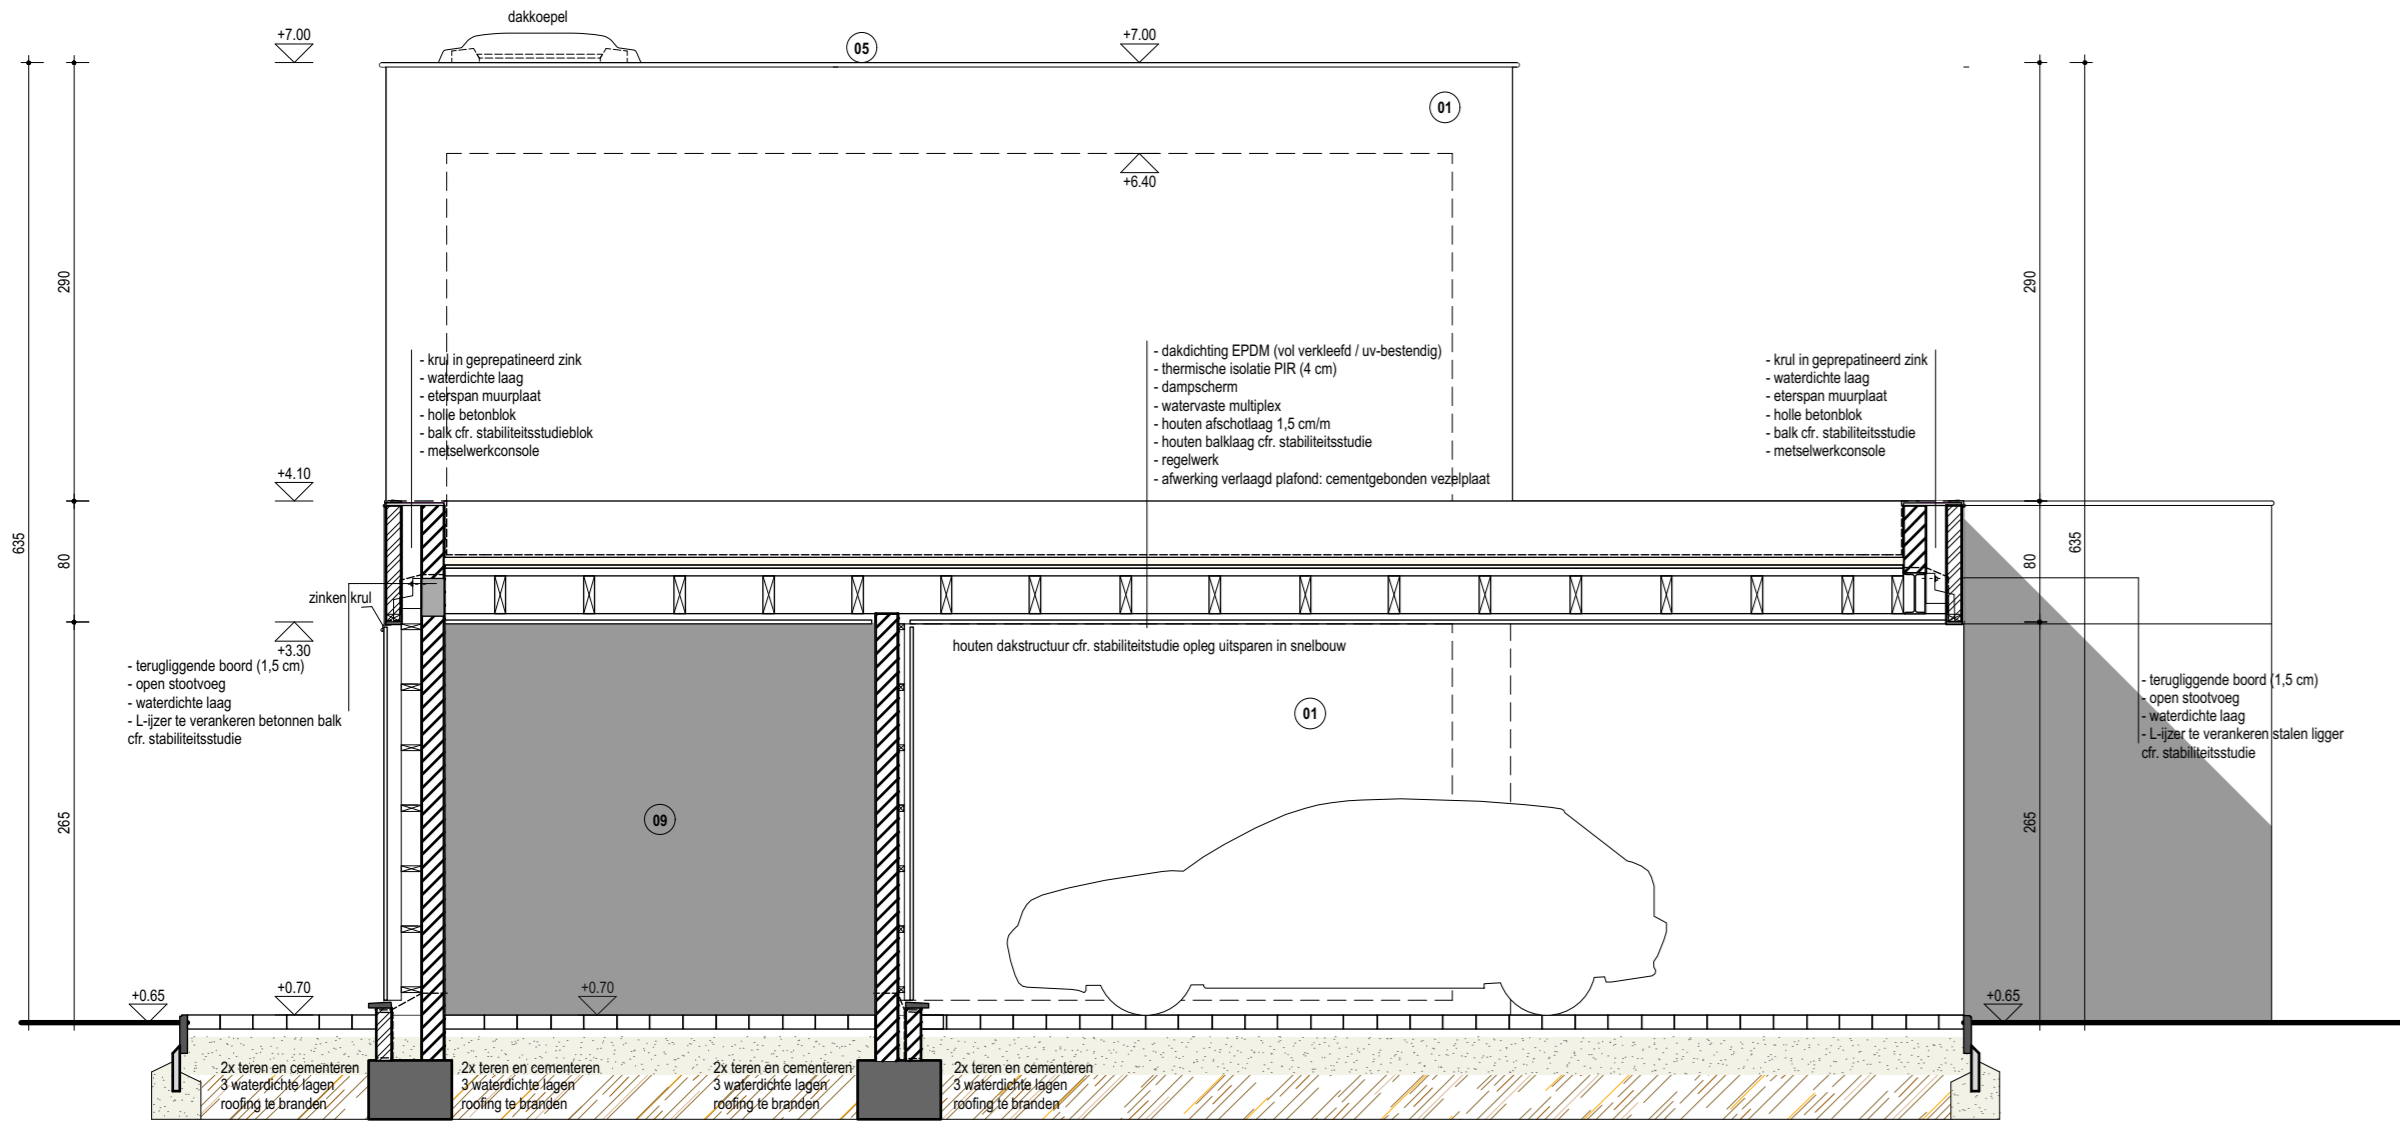 dakkoepel
+7.00
05
+7.00
01
+6.40
290
290
- krul in geprepatineerd zink
- waterdichte laag
- eterspan muurplaat
- holle betonblok
- balk cfr. stabiliteitsstudieblok
- metselwerkconsole
- dakdichting EPDM (vol verkleefd / uv-bestendig)
- thermische isolatie PIR (4 cm)
- dampscherm
- watervaste multiplex
- houten afschotlaag 1,5 cm/m
- houten balklaag cfr. stabiliteitsstudie
- regelwerk
- afwerking verlaagd plafond: cementgebonden vezelplaat
- krul in geprepatineerd zink
- waterdichte laag
- eterspan muurplaat
- holle betonblok
- balk cfr. stabiliteitsstudie
- metselwerkconsole
+4.10
635
80
80
635
zinken krul
+3.30
houten dakstructuur cfr. stabiliteitstudie opleg uitsparen in snelbouw
- terugliggende boord (1,5 cm)
- open stootvoeg
- waterdichte laag
- L-ijzer te verankeren betonnen balk
cfr. stabiliteitsstudie
01
- terugliggende boord (1,5 cm)
- open stootvoeg
- waterdichte laag
- L-ijzer te verankeren stalen ligger
cfr. stabiliteitsstudie
265
09
265
+0.65
+0.70
+0.70
+0.65
2x teren en cementeren
3 waterdichte lagen
roofing te branden
2x teren en cementeren
3 waterdichte lagen
roofing te branden
2x teren en cementeren
3 waterdichte lagen
roofing te branden
2x teren en cementeren
3 waterdichte lagen
roofing te branden